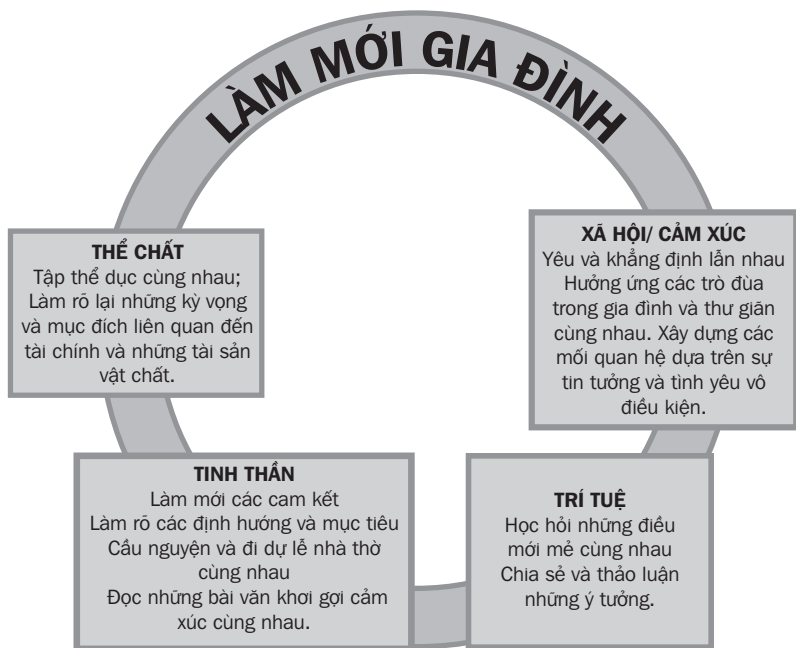 LÀM MỚI GIA ĐÌNH
THỂ CHẤT
Tập thể dục cùng nhau;
Làm rõ lại những kỳ vọng
và mục đích liên quan đến
tài chính và những tài sản
vật chất.
XÃ HỘI/ CẢM XÚC
Yêu và khẳng định lẫn nhau
Hưởng ứng các trò đùa
trong gia đình và thư giãn
cùng nhau. Xây dựng các
mối quan hệ dựa trên sự
tin tưởng và tình yêu vô
điều kiện.
TINH THẦN
Làm mới các cam kết
Làm rõ các định hướng và mục tiêu
Cầu nguyện và đi dự lễ nhà thờ
cùng nhau
Đọc những bài văn khơi gợi cảm
xúc cùng nhau.
TRÍ TUỆ
Học hỏi những điều
mới mẻ cùng nhau
Chia sẻ và thảo luận
những ý tưởng.